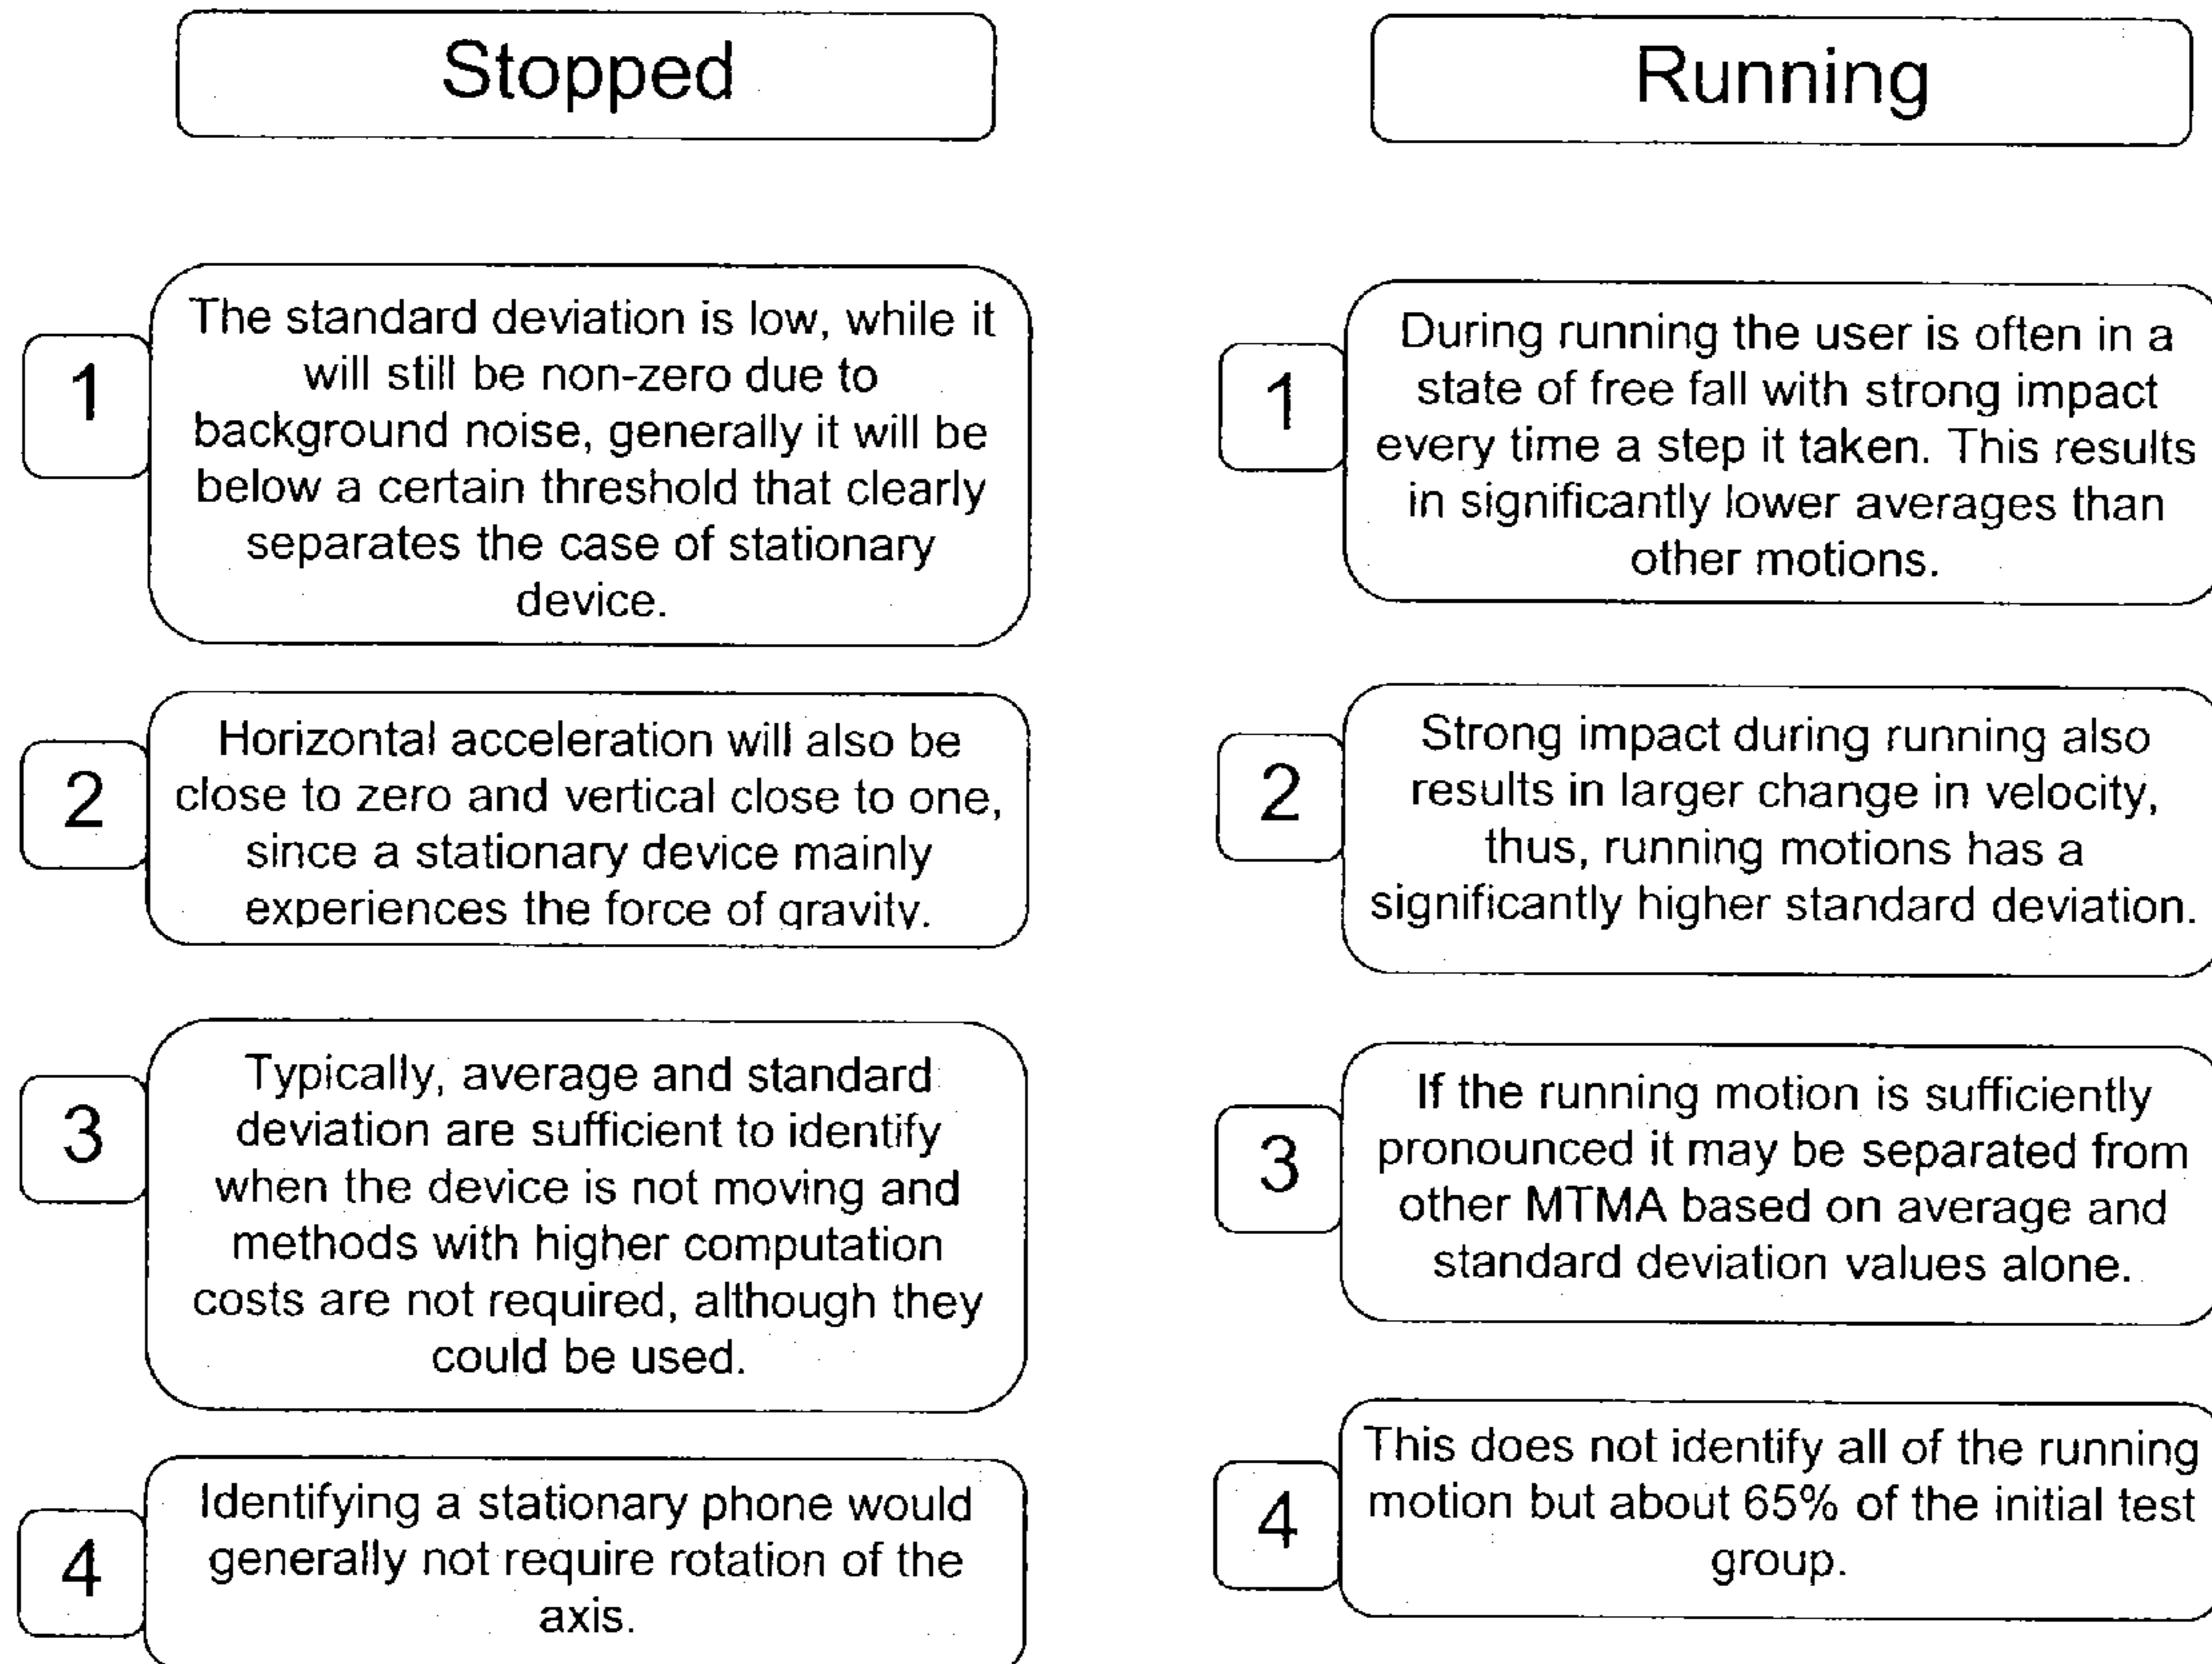 Stopped
1
The standard deviation is low, while it
will still be non-zero due to
background noise, generally it will be
below a certain threshold that clearly
separates the case of stationary
device.
2
Horizontal acceleration will also be
close to zero and vertical close to one,
since a stationary device mainly
experiences the force of gravity.
3
Typically, average and standard
deviation are sufficient to identify
when the device is not moving and
methods with higher computation
costs are not required, although they
could be used.
4
Identifying a stationary phone would
generally not require rotation of the
axis.
Running
1
During running the user is often in a
state of free fall with strong impact
every time a step it taken. This results
in significantly lower averages than
other motions.
2
Strong impact during running also
results in larger change in velocity,
thus, running motions has a
significantly higher standard deviation.
3
If the running motion is sufficiently
pronounced it may be separated from
other MTMA based on average and
standard deviation values alone.
4
This does not identify all of the running
motion but about 65% of the initial test
group.